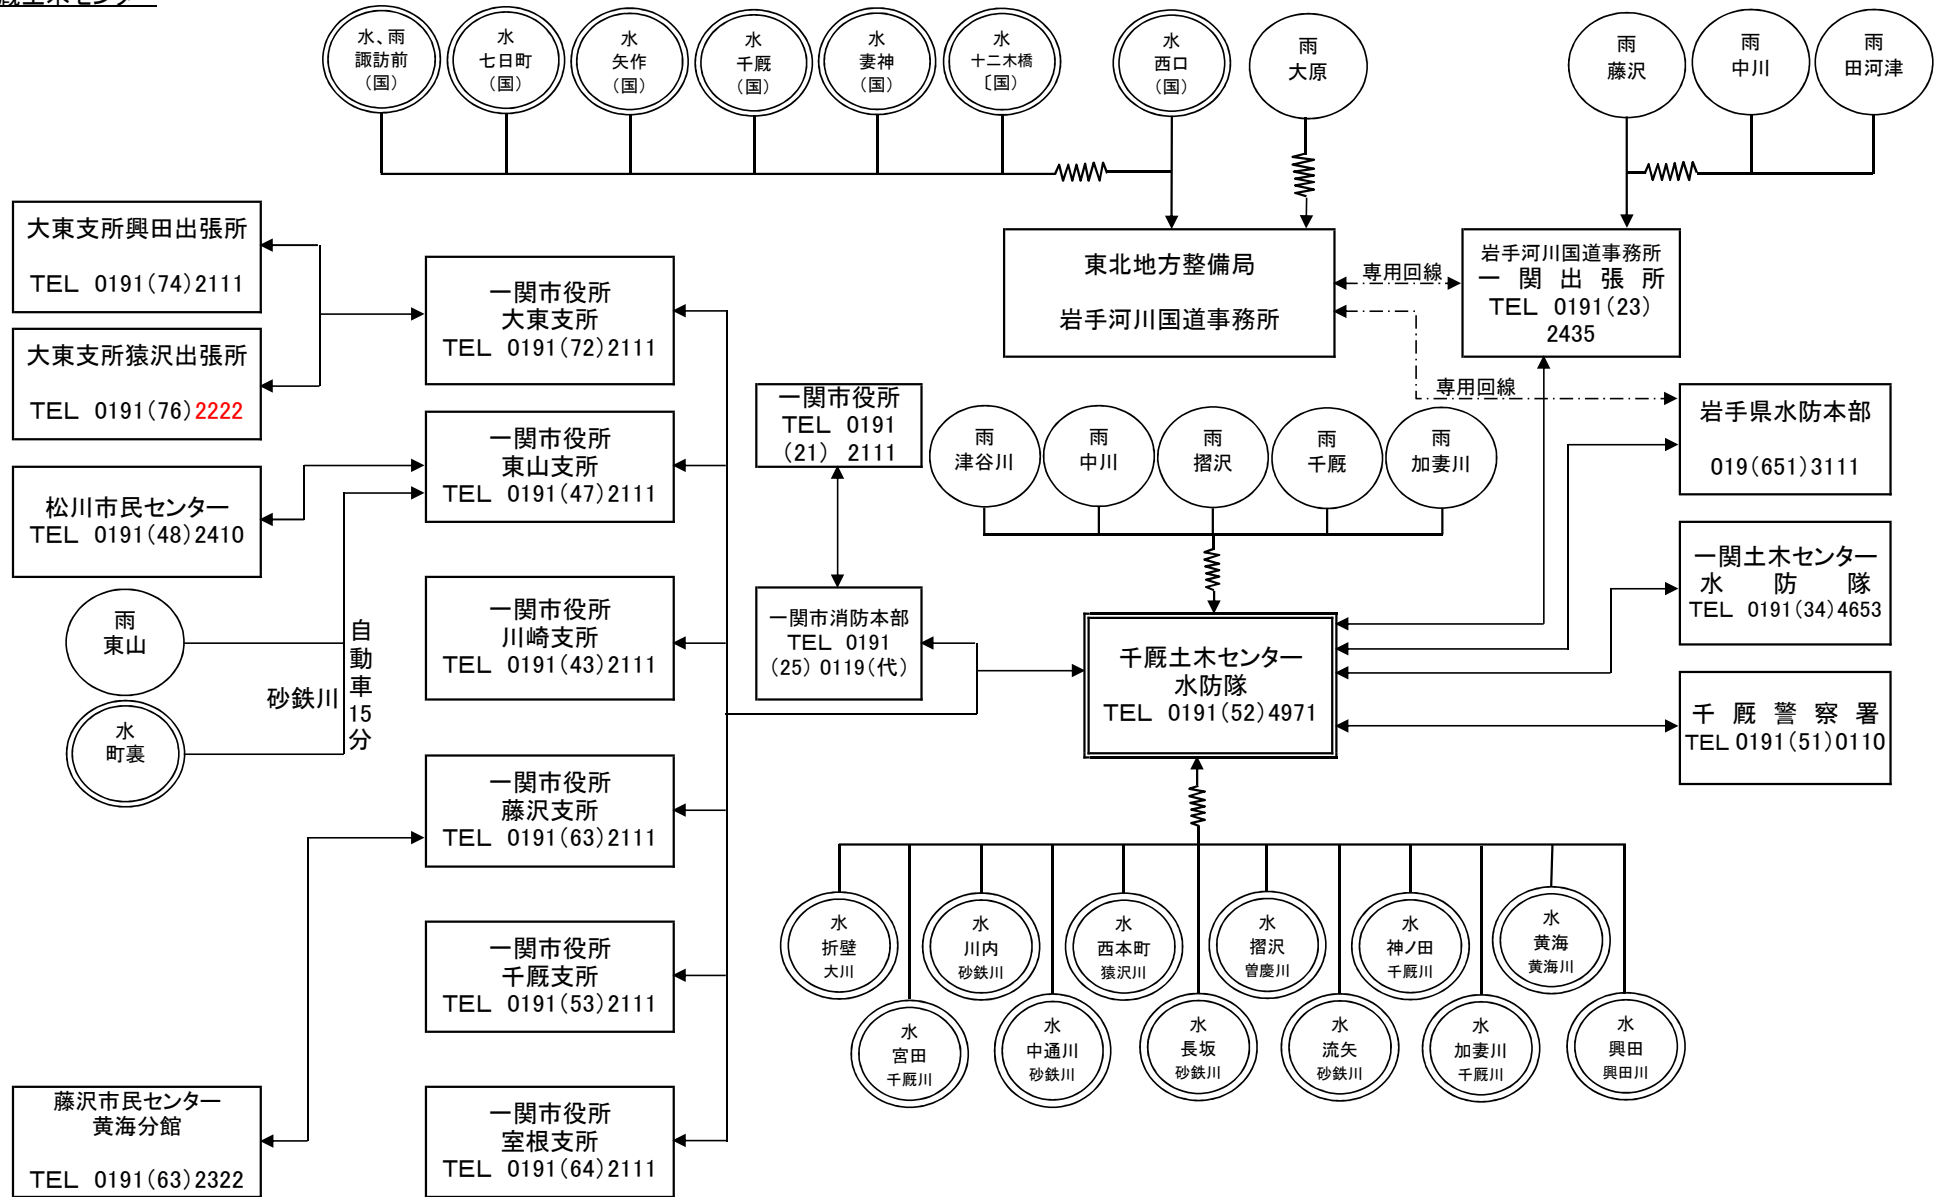 水、雨
諏訪前
(国)
水
七日町
(国)
水
矢作
(国)
水
千厩
(国)
水
妻神
(国)
水
十二木橋
〔国)
水
西口
(国)
雨
大原
雨
藤沢
雨
中川
雨
田河津
大東支所興田出張所
TEL 0191(74)2111
大東支所猿沢出張所
TEL 0191(76)2222
松川市民センター
TEL 0191(48)2410
雨
東山
水
町裏
砂鉄川
自動車15分
藤沢市民センター
黄海分館
TEL 0191(63)2322
一関市役所
大東支所
TEL 0191(72)2111
一関市役所
東山支所
TEL 0191(47)2111
一関市役所
川崎支所
TEL 0191(43)2111
一関市役所
藤沢支所
TEL 0191(63)2111
一関市役所
千厩支所
TEL 0191(53)2111
一関市役所
室根支所
TEL 0191(64)2111
一関市役所
TEL 0191
(21) 2111
一関市消防本部
TEL 0191
(25) 0119(代)
東北地方整備局
岩手河川国道事務所
専用回線
岩手河川国道事務所
一関出張所
TEL 0191(23)
2435
専用回線
雨
津谷川
雨
中川
雨
摺沢
雨
千厩
雨
加妻川
千厩土木センター
水防隊
TEL 0191(52)4971
岩手県水防本部
019(651)3111
一関土木センター
水防隊
TEL 0191(34)4653
千厩警察署
TEL 0191(51)0110
水
折壁
大川
水
川内
砂鉄川
水
西本町
猿沢川
水
摺沢
曽慶川
水
神ノ田
千厩川
水
黄海
黄海川
水
宮田
千厩川
水
中通川
砂鉄川
水
長坂
砂鉄川
水
流矢
砂鉄川
水
加妻川
千厩川
水
興田
興田川